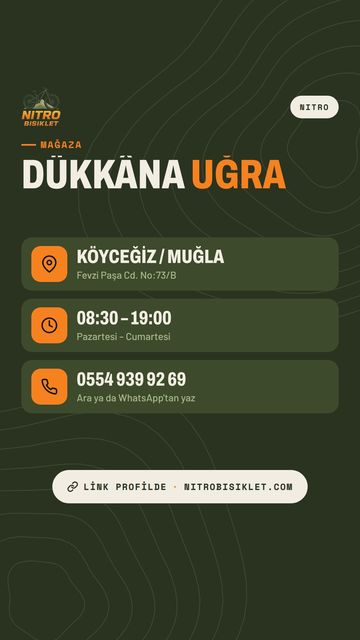 NITRO
BISIKLET
NITRO
MAĞAZA
DÜKKÂNA UĞRA
KÖYCEĞİZ / MUĞLA
Fevzi Paşa Cd. No:73/B
08:30 – 19:00
Pazartesi – Cumartesi
0554 939 92 69
Ara ya da WhatsApp'tan yaz
LİNK PROFİLDE · NITROBISIKLET.COM